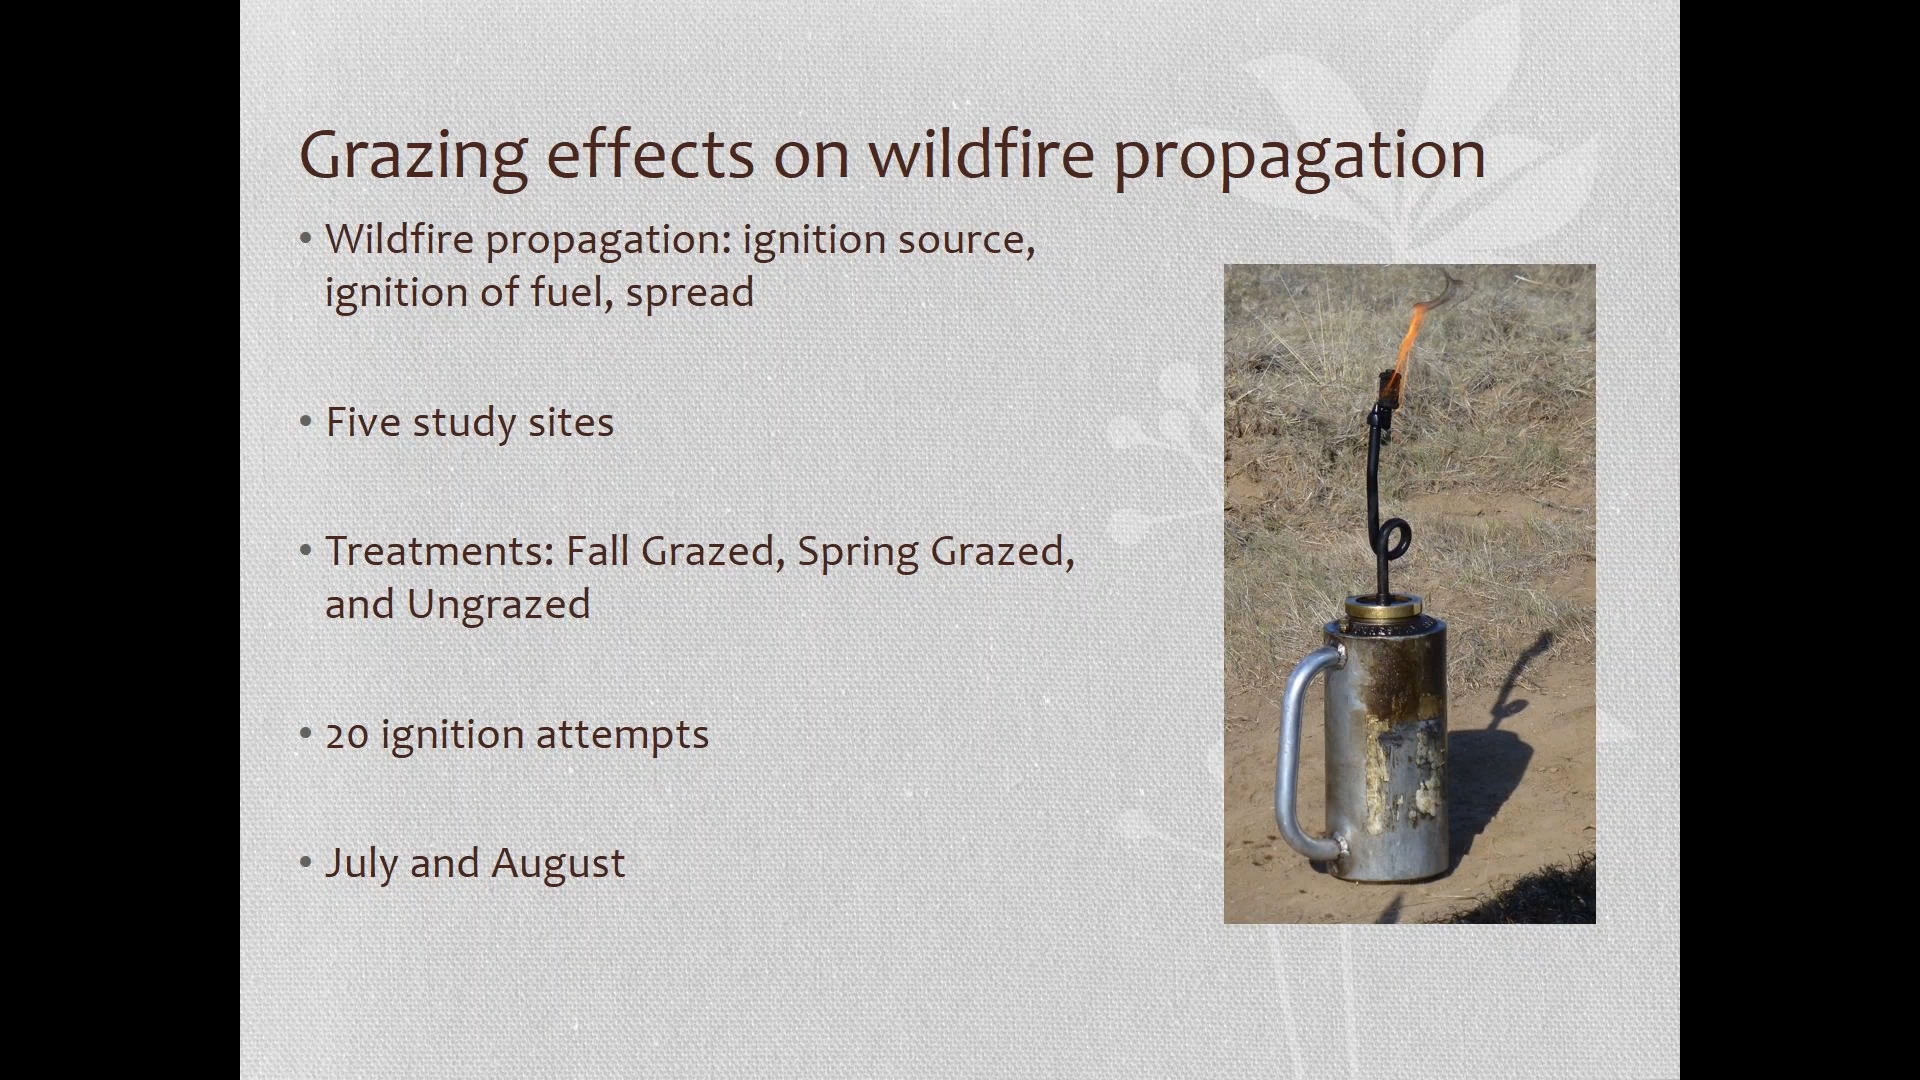 Grazing effects on wildfire propagation
• Wildfire propagation: ignition source,
ignition of fuel, spread
• Five study sites
• Treatments: Fall Grazed, Spring Grazed,
and Ungrazed
• 20 ignition attempts
• July and August